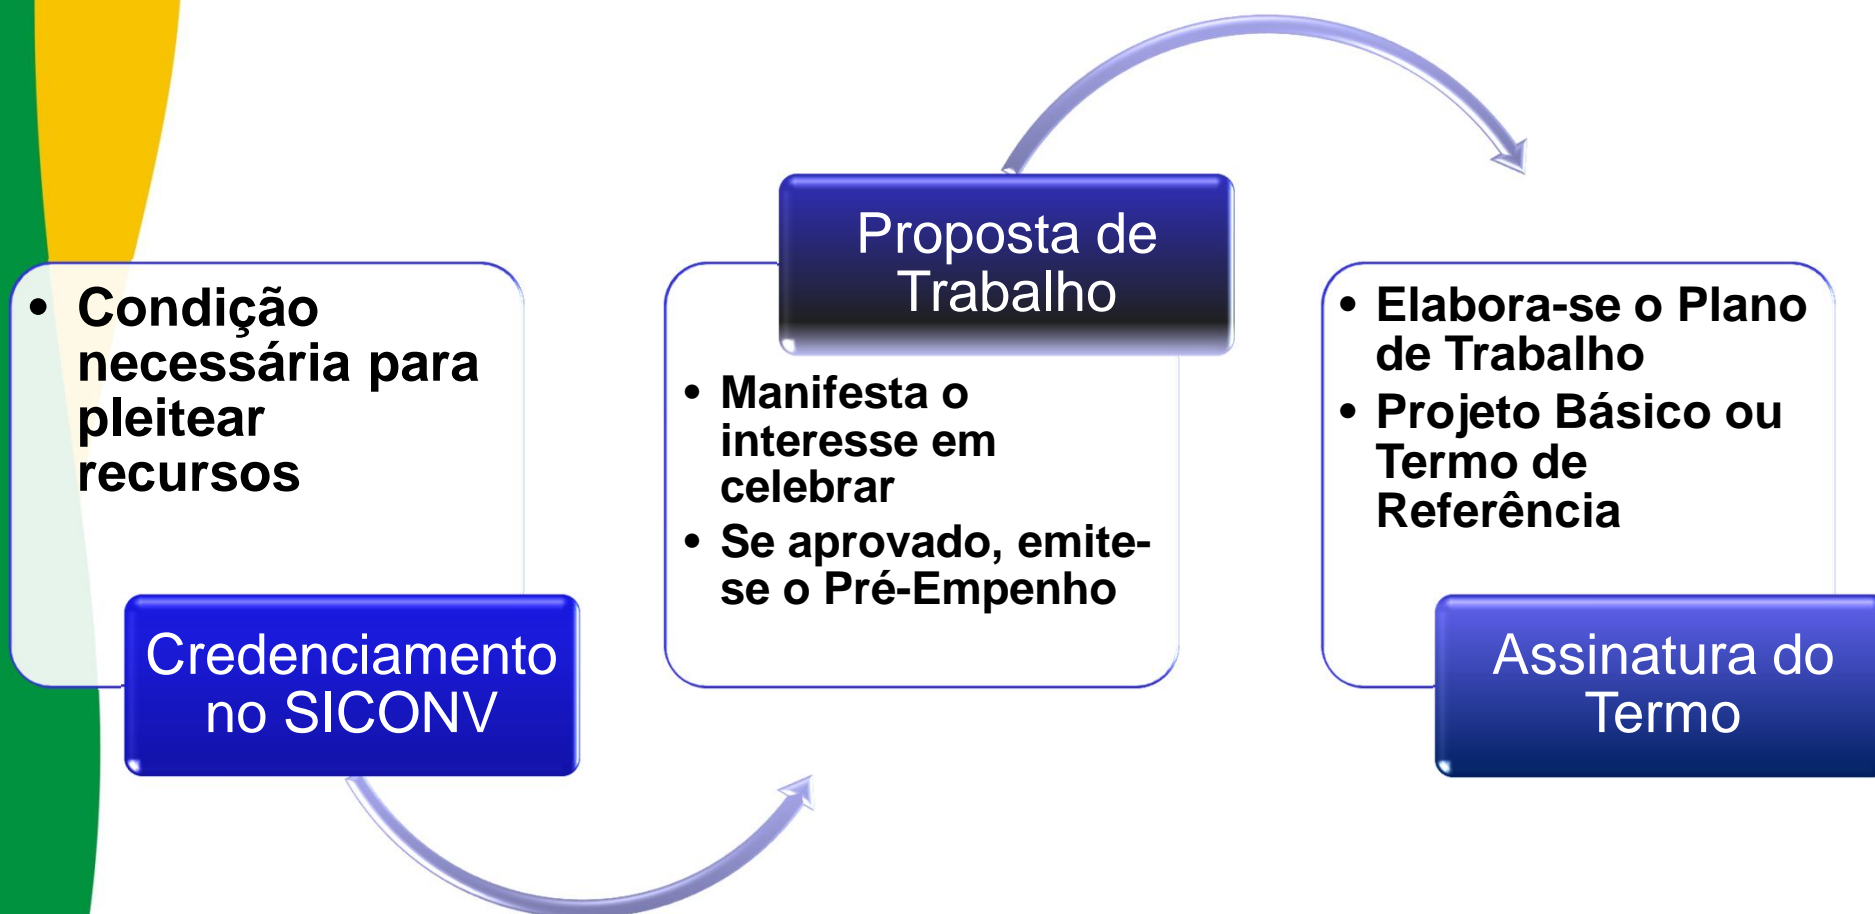 • Condição
necessária para
pleitear
recursos
Credenciamento
no SICONV
Proposta de
Trabalho
• Manifesta o
interesse em
celebrar
• Se aprovado, emite-
se o Pré-Empenho
• Elabora-se o Plano
de Trabalho
• Projeto Básico ou
Termo de
Referência
Assinatura do
Termo